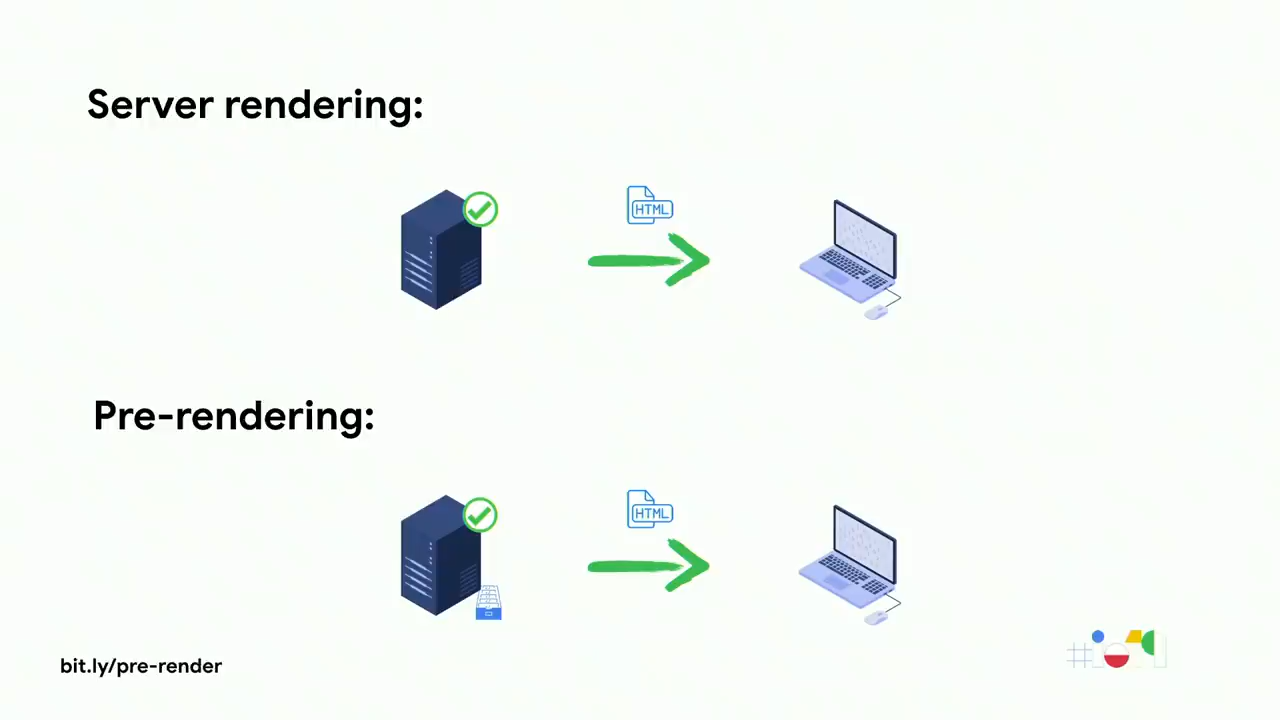 Server rendering:
HTML
Pre-rendering:
HTML
bit.ly/pre-render